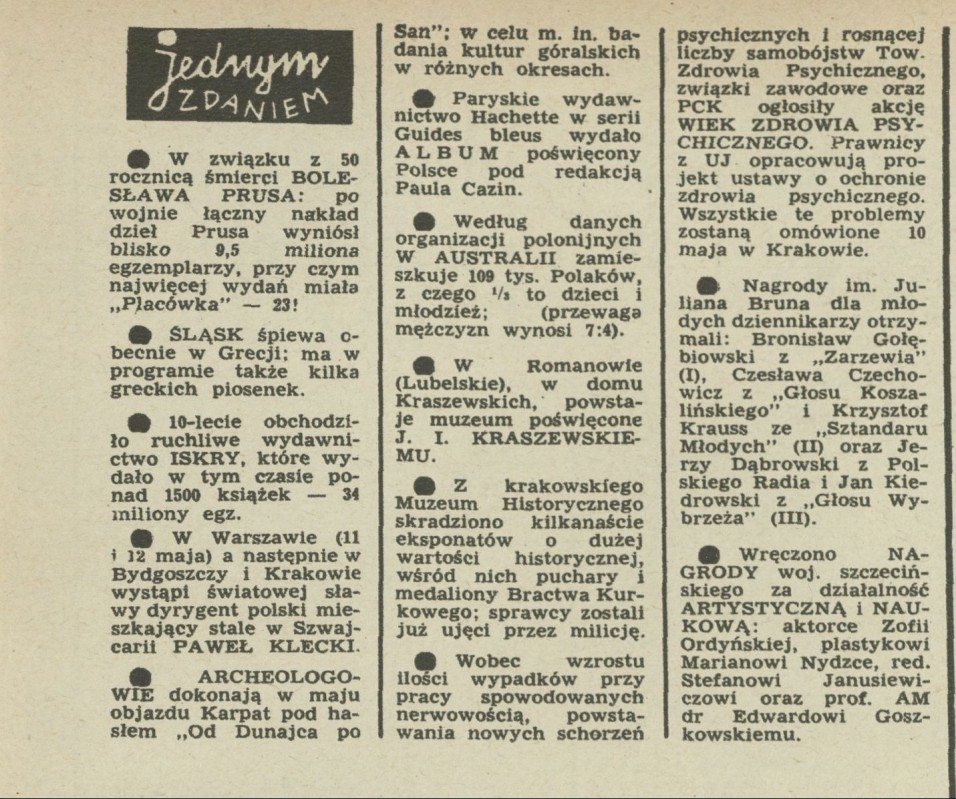 jednym
ZDANIEM
● W związku z 50
rocznicą śmierci BOLE-
SŁAWA PRUSA: po
wojnie łączny nakład
dzieł Prusa wyniósł
blisko 9,5 miliona
egzemplarzy, przy czym
najwięcej wydań miała
„Placówka" — 23!
● ŚLĄSK śpiewa o-
becnie w Grecji; ma w
programie także kilka
greckich piosenek.
● 10-lecie obchodzi-
ło ruchliwe wydawni-
ctwo ISKRY, które wy-
dało w tym czasie po-
nad 1500 książek — 34
miliony egz.
● W Warszawie (11
i 12 maja) a następnie w
Bydgoszczy i Krakowie
wystąpi światowej sła-
wy dyrygent polski mie-
szkający stale w Szwaj-
carii PAWEŁ KLECKI.
● ARCHEOLOGO-
WIE dokonają w maju
objazdu Karpat pod ha-
słem „Od Dunajca po
San"; w celu m. in. ba-
dania kultur góralskich
w różnych okresach.
● Paryskie wydaw-
nictwo Hachette w serii
Guides bleus wydało
ALBUM poświęcony
Polsce pod redakcją
Paula Cazin.
● Według danych
organizacji polonijnych
W AUSTRALII zamie-
szkuje 109 tys. Polaków,
z czego 1/3 to dzieci i
młodzież; (przewaga
mężczyzn wynosi 7:4).
● W Romanowie
(Lubelskie), w domu
Kraszewskich, powsta-
je muzeum poświęcone
J. I. KRASZEWSKIE-
MU.
● Z krakowskiego
Muzeum Historycznego
skradziono kilkanaście
eksponatów o dużej
wartości historycznej,
wśród nich puchary i
medaliony Bractwa Kur-
kowego; sprawcy zostali
już ujęci przez milicję.
● Wobec wzrostu
ilości wypadków przy
pracy spowodowanych
nerwowością, powsta-
wania nowych schorzeń
psychicznych i rosnącej
liczby samobójstw Tow.
Zdrowia Psychicznego,
związki zawodowe oraz
PCK ogłosiły akcję
WIEK ZDROWIA PSY-
CHICZNEGO. Prawnicy
z UJ opracowują pro-
jekt ustawy o ochronie
zdrowia psychicznego.
Wszystkie te problemy
zostaną omówione 10
maja w Krakowie.
● Nagrody im. Ju-
liana Bruna dla mło-
dych dziennikarzy otrzy-
mali: Bronisław Gołę-
biowski z „Zarzewia"
(I), Czesława Czecho-
wicz z „Głosu Kosza-
lińskiego" i Krzysztof
Krauss ze „Sztandaru
Młodych" (II) oraz Je-
rzy Dąbrowski z Pol-
skiego Radia i Jan Kie-
drowski z „Głosu Wy-
brzeża" (III).
● Wręczono NA-
GRODY woj. szczeciń-
skiego za działalność
ARTYSTYCZNĄ i NAU-
KOWĄ: aktorce Zofii
Ordyńskiej, plastykowi
Marianowi Nydzce, red.
Stefanowi Janusiewi-
czowi oraz prof. AM
dr Edwardowi Gosz-
kowskiemu.